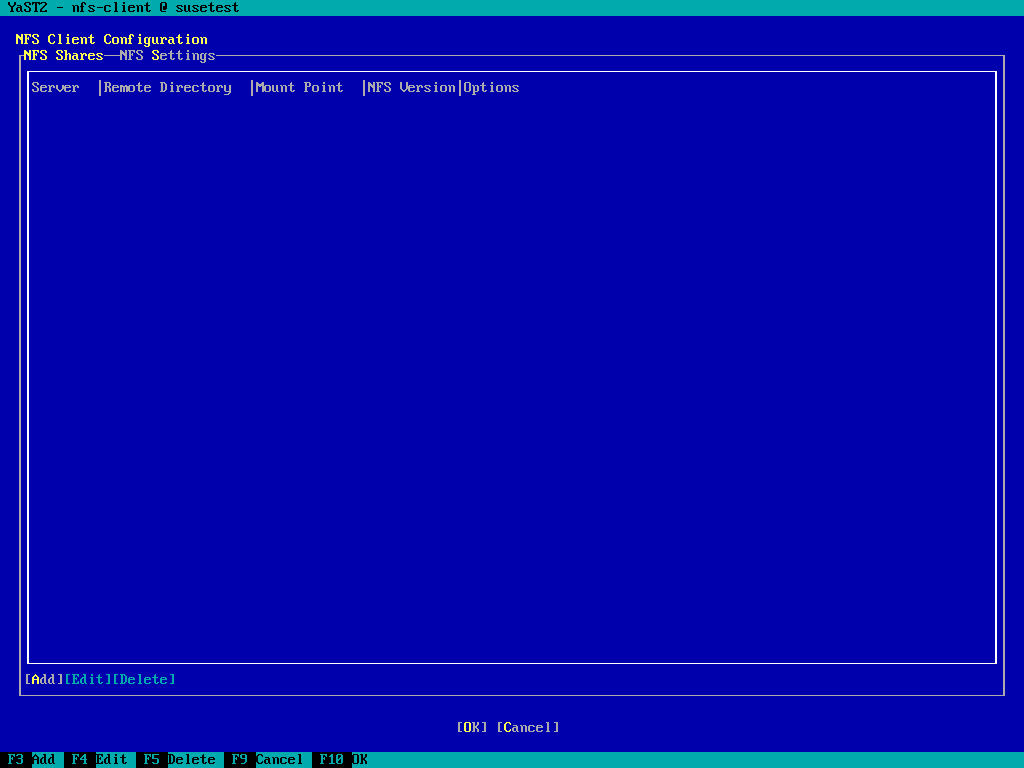 YaST2 - nfs-client @ susetest
NFS Client Configuration
NFS Shares NFS Settings
Server |Remote Directory |Mount Point |NFS Version|Options
[Add][Edit][Delete]
[OK] [Cancel]
F3 Add F4 Edit F5 Delete F9 Cancel F10 OK